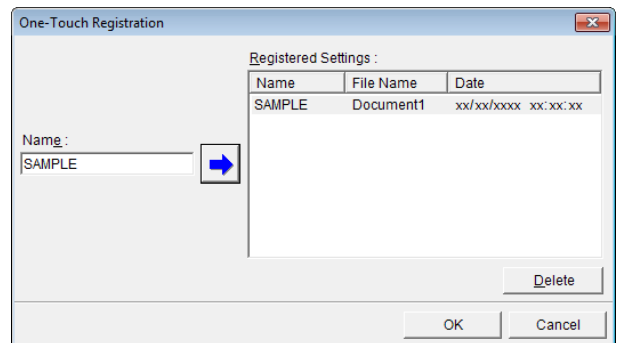 One-Touch Registration
Registered Settings :
Name File Name Date
SAMPLE Document1 xx/xx/xxxx xx:xx:xx
Name :
SAMPLE
Delete
OK Cancel